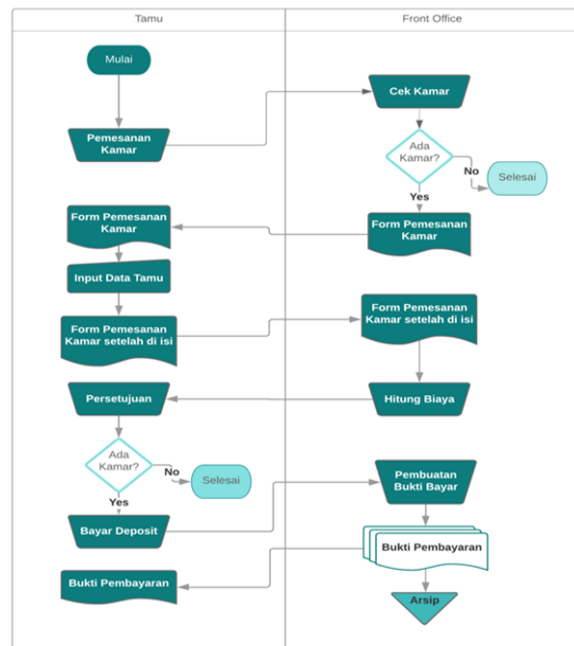 Tamu
Front Office
Mulai
Cek Kamar
Pemesanan
Kamar
Ada
Kamar?
No
Selesai
Yes
Form Pemesanan
Kamar
Form Pemesanan
Kamar
Input Data Tamu
Form Pemesanan
Kamar setelah di isi
Form Pemesanan
Kamar setelah di isi
Persetujuan
Hitung Biaya
Ada
Kamar?
No
Selesai
Yes
Pembuatan
Bukti Bayar
Bayar Deposit
Bukti Pembayaran
Bukti Pembayaran
Arsip